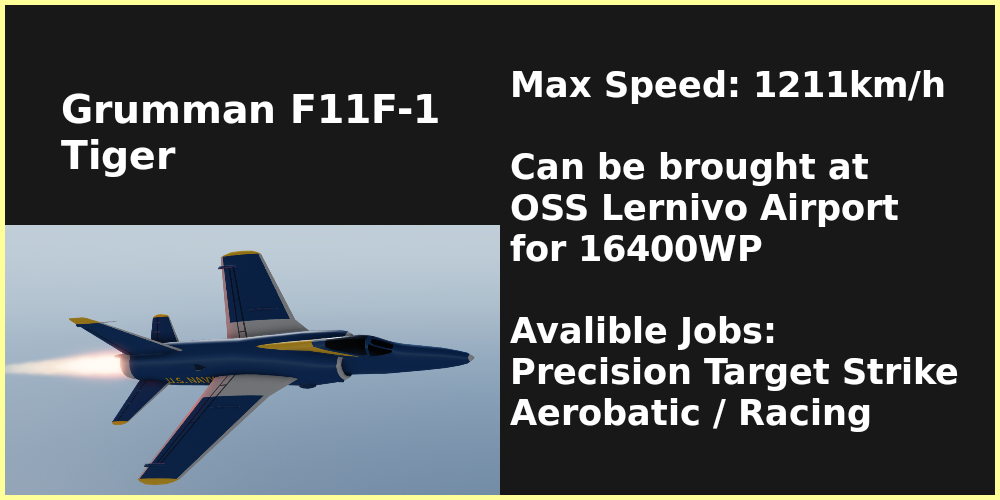 Grumman F11F-1
Tiger
Max Speed: 1211km/h
Can be brought at
OSS Lernivo Airport
for 16400WP
Avalible Jobs:
Precision Target Strike
Aerobatic / Racing
U.S. NAVY